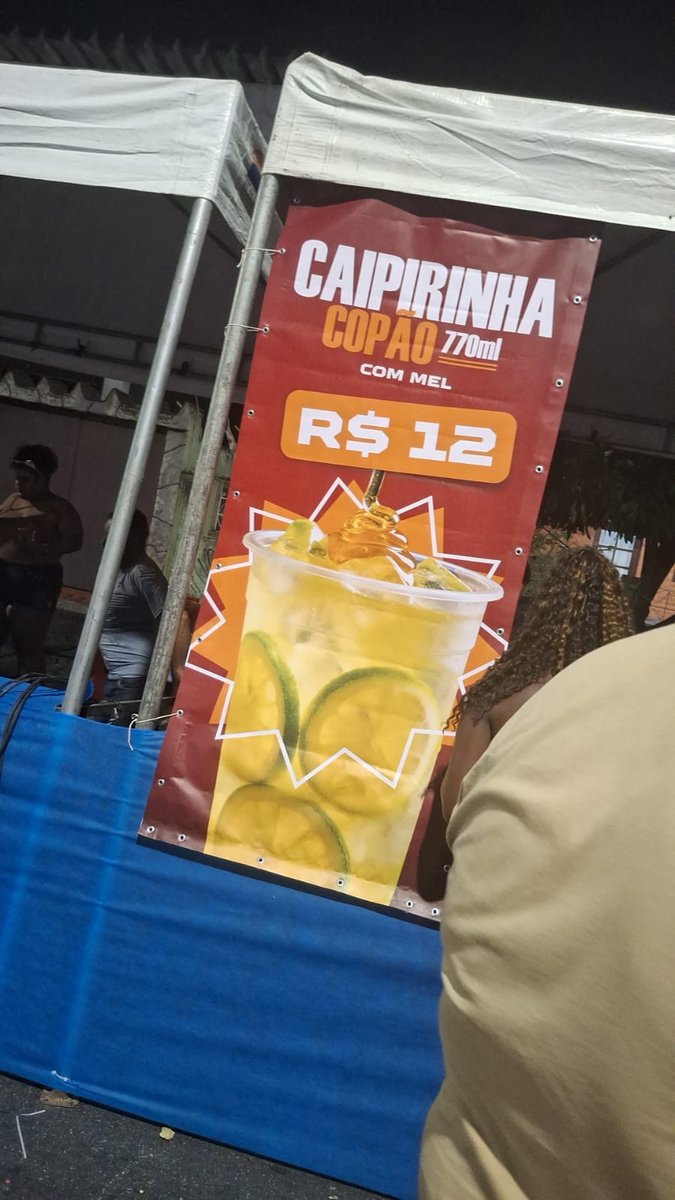 CAIPIRINHA
COPÃO 770ml
COM MEL
R$ 12